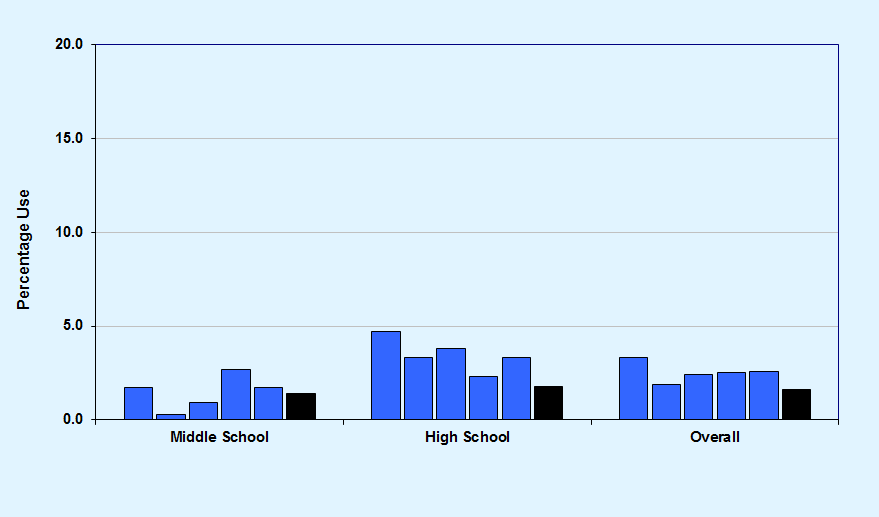 20.0
15.0
10.0
5.0
0.0
Percentage Use
Middle School
High School
Overall